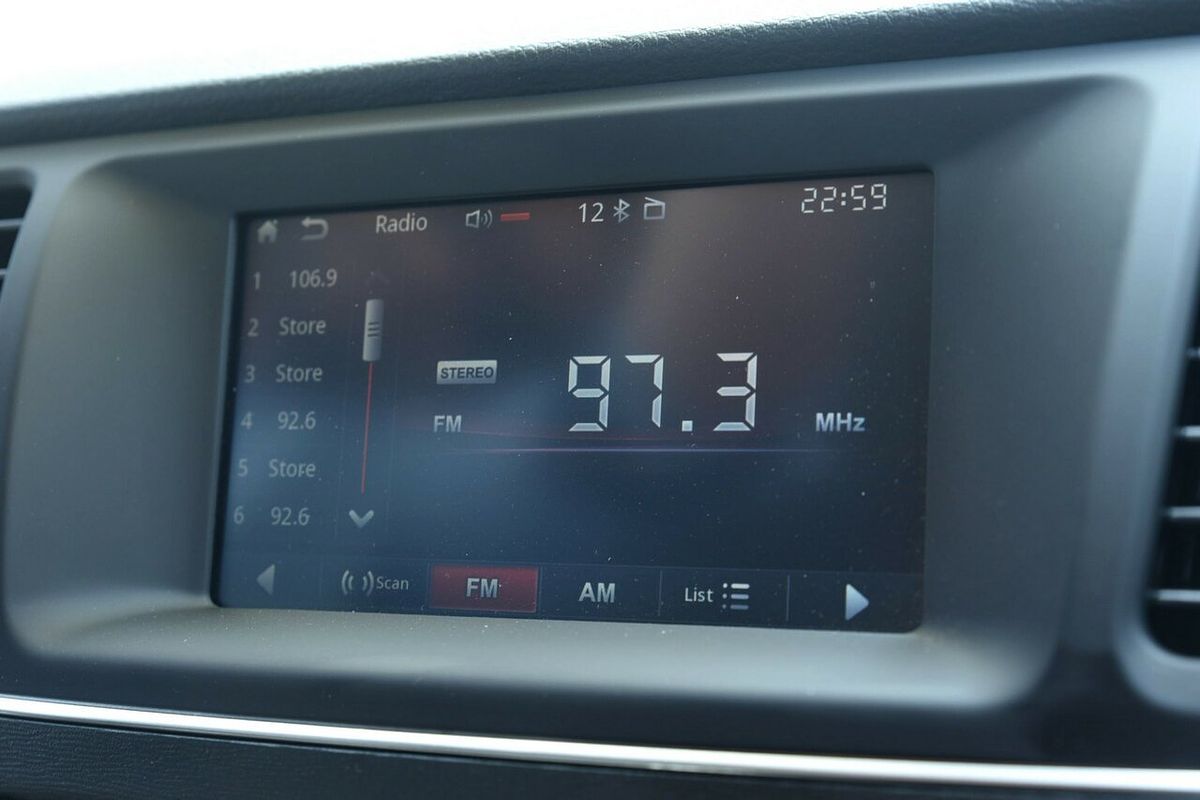 Radio 12 22:59
1 106.9
2 Store
3 Store
4 92.6
5 Store
6 92.6
STEREO
FM 97.3 MHz
Scan FM AM List